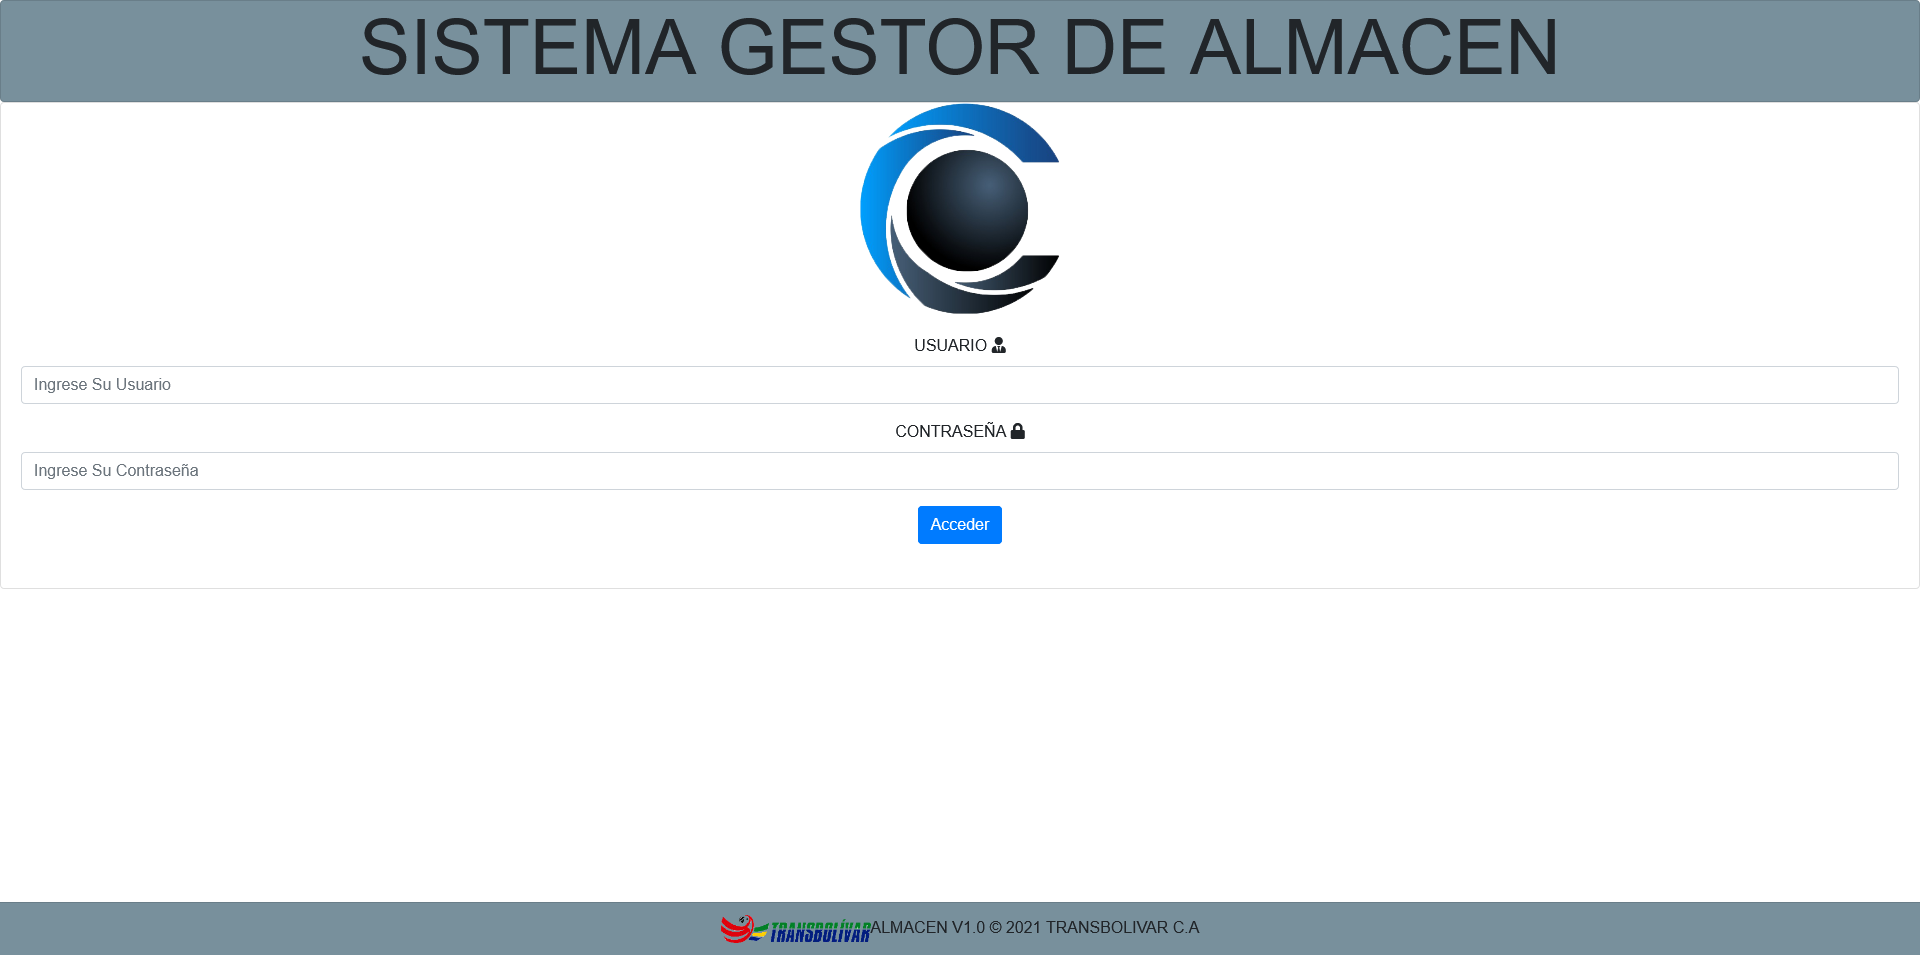 SISTEMA GESTOR DE ALMACEN
USUARIO
Ingrese Su Usuario
CONTRASEÑA
Ingrese Su Contraseña
Acceder
TRANSBOLÍVAR ALMACEN V1.0 © 2021 TRANSBOLIVAR C.A